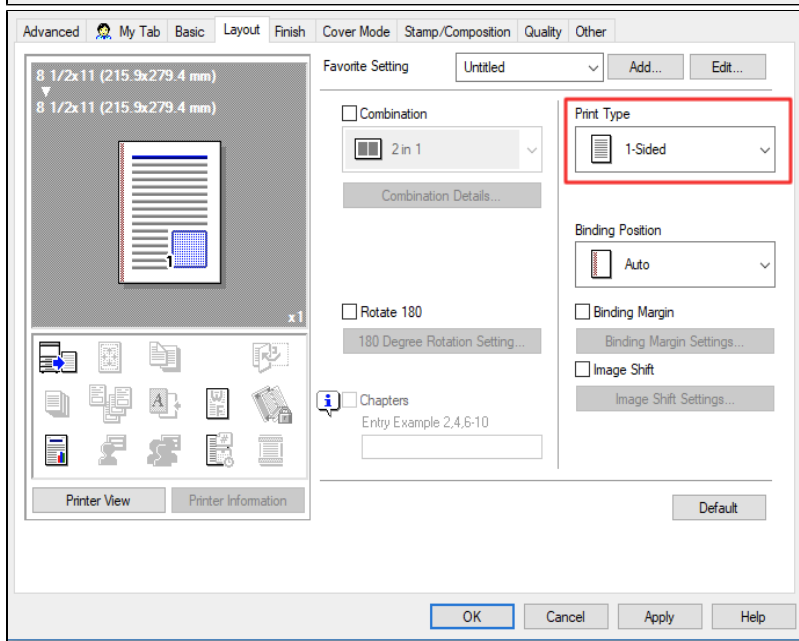 Advanced My Tab Basic Layout Finish Cover Mode Stamp/Composition Quality Other
8 1/2x11 (215.9x279.4 mm)
8 1/2x11 (215.9x279.4 mm)
1
x1
Printer View Printer Information
Favorite Setting Untitled Add... Edit...
Combination
2 in 1
Combination Details...
Rotate 180
180 Degree Rotation Setting...
Chapters
Entry Example 2,4,6-10
Print Type
1-Sided
Binding Position
Auto
Binding Margin
Binding Margin Settings...
Image Shift
Image Shift Settings...
Default
OK Cancel Apply Help